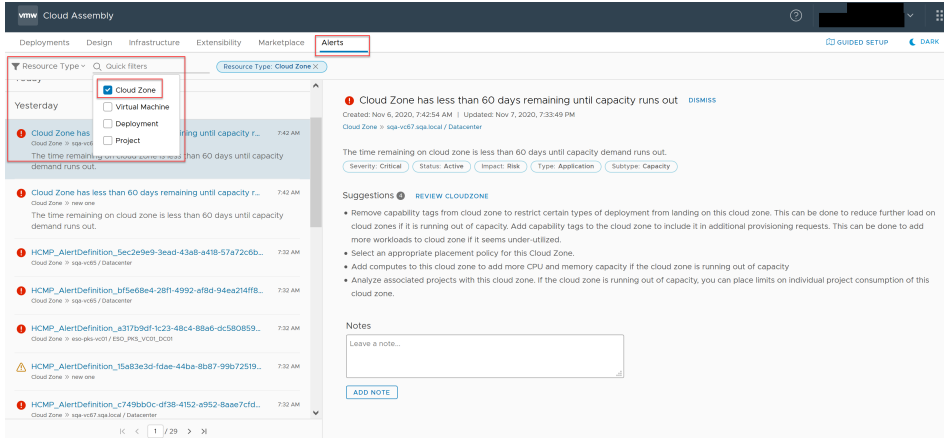 vmw Cloud Assembly
Deployments Design Infrastructure Extensibility Marketplace Alerts
GUIDED SETUP DARK
Resource Type Quick filters Resource Type: Cloud Zone
Cloud Zone
Virtual Machine
Deployment
Project
Yesterday
Cloud Zone has ining until capacity r... 7:42 AM
Cloud Zone
The time remaining on cloud zone is less than 60 days until capacity
demand runs out.
Cloud Zone has less than 60 days remaining until capacity r... 7:42 AM
Cloud Zone » new one
The time remaining on cloud zone is less than 60 days until capacity
demand runs out.
HCMP_AlertDefinition_5ec2e9e9-3ead-43a8-a418-57a72c6b... 7:32 AM
Cloud Zone » sqa-vc65 / Datacenter
HCMP_AlertDefinition_bf5e68e4-28f1-4992-af8d-94ea214ff8... 7:32 AM
Cloud Zone » sqa-vc65 / Datacenter
HCMP_AlertDefinition_a317b9df-1c23-48c4-88a6-dc580859... 7:32 AM
Cloud Zone » eso-pks-vc01 / ESO_PKS_VC01_DC01
HCMP_AlertDefinition_15a83e3d-fdae-44ba-8b87-99b72519... 7:32 AM
Cloud Zone » new one
HCMP_AlertDefinition_c749bb0c-df38-4152-a952-8aae7cfd... 7:32 AM
Cloud Zone » sqa-vc67.sqa.local / Datacenter
1 / 29
Cloud Zone has less than 60 days remaining until capacity runs out DISMISS
Created: Nov 6, 2020, 7:42:54 AM | Updated: Nov 7, 2020, 7:33:49 PM
Cloud Zone » sqa-vc67.sqa.local / Datacenter
The time remaining on cloud zone is less than 60 days until capacity demand runs out.
Severity: Critical Status: Active Impact: Risk Type: Application Subtype: Capacity
Suggestions 4 REVIEW CLOUDZONE
• Remove capability tags from cloud zone to restrict certain types of deployment from landing on this cloud zone. This can be done to reduce further load on
cloud zones if it is running out of capacity. Add capability tags to the cloud zone to include it in additional provisioning requests. This can be done to add
more workloads to cloud zone if it seems under-utilized.
• Select an appropriate placement policy for this Cloud Zone.
• Add computes to this cloud zone to add more CPU and memory capacity if the cloud zone is running out of capacity
• Analyze associated projects with this cloud zone. If the cloud zone is running out of capacity, you can place limits on individual project consumption of this
cloud zone.
Notes
Leave a note...
ADD NOTE